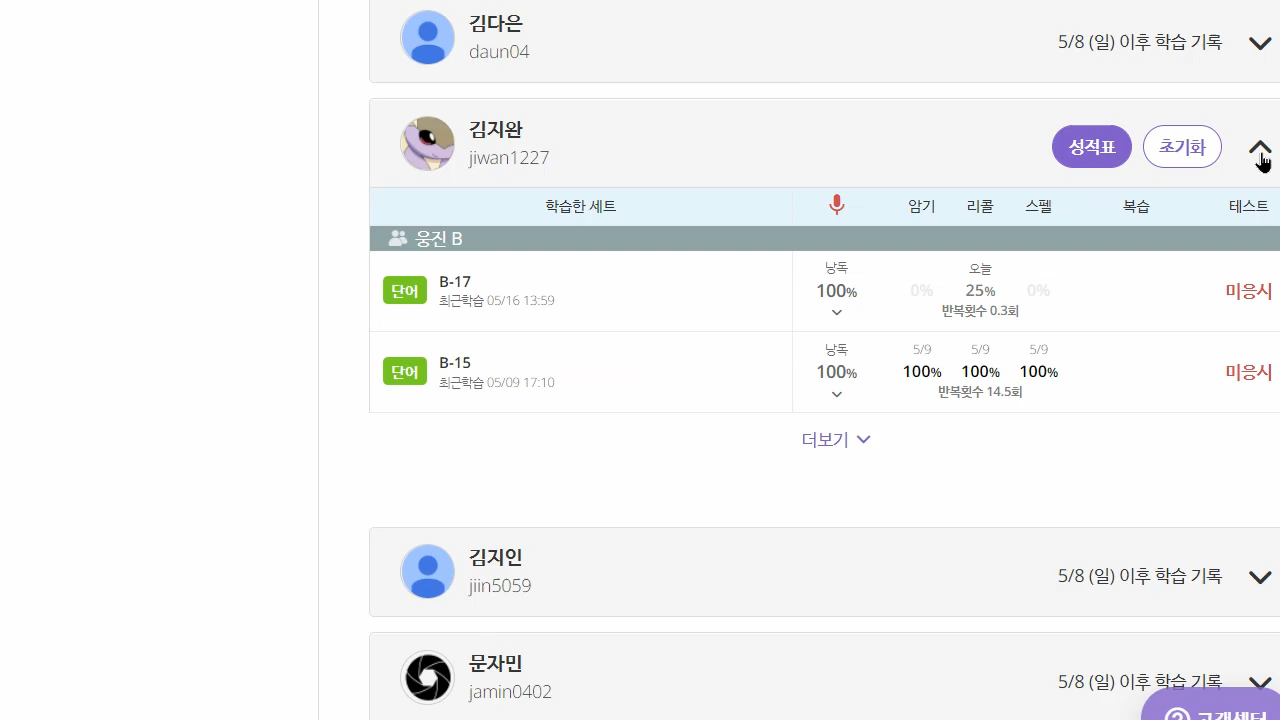 김다은
daun04
5/8 (일) 이후 학습 기록
김지완
jiwan1227
성적표
초기화
학습한 세트 암기 리콜 스펠 복습 테스트
웅진 B
단어
B-17
최근학습 05/16 13:59
낭독
100%
0%
오늘
25%
0%
반복횟수 0.3회
미응시
단어
B-15
최근학습 05/09 17:10
낭독
100%
5/9 5/9 5/9
100% 100% 100%
반복횟수 14.5회
미응시
더보기
김지인
jiin5059
5/8 (일) 이후 학습 기록
문자민
jamin0402
5/8 (일) 이후 학습 기록
고객센터